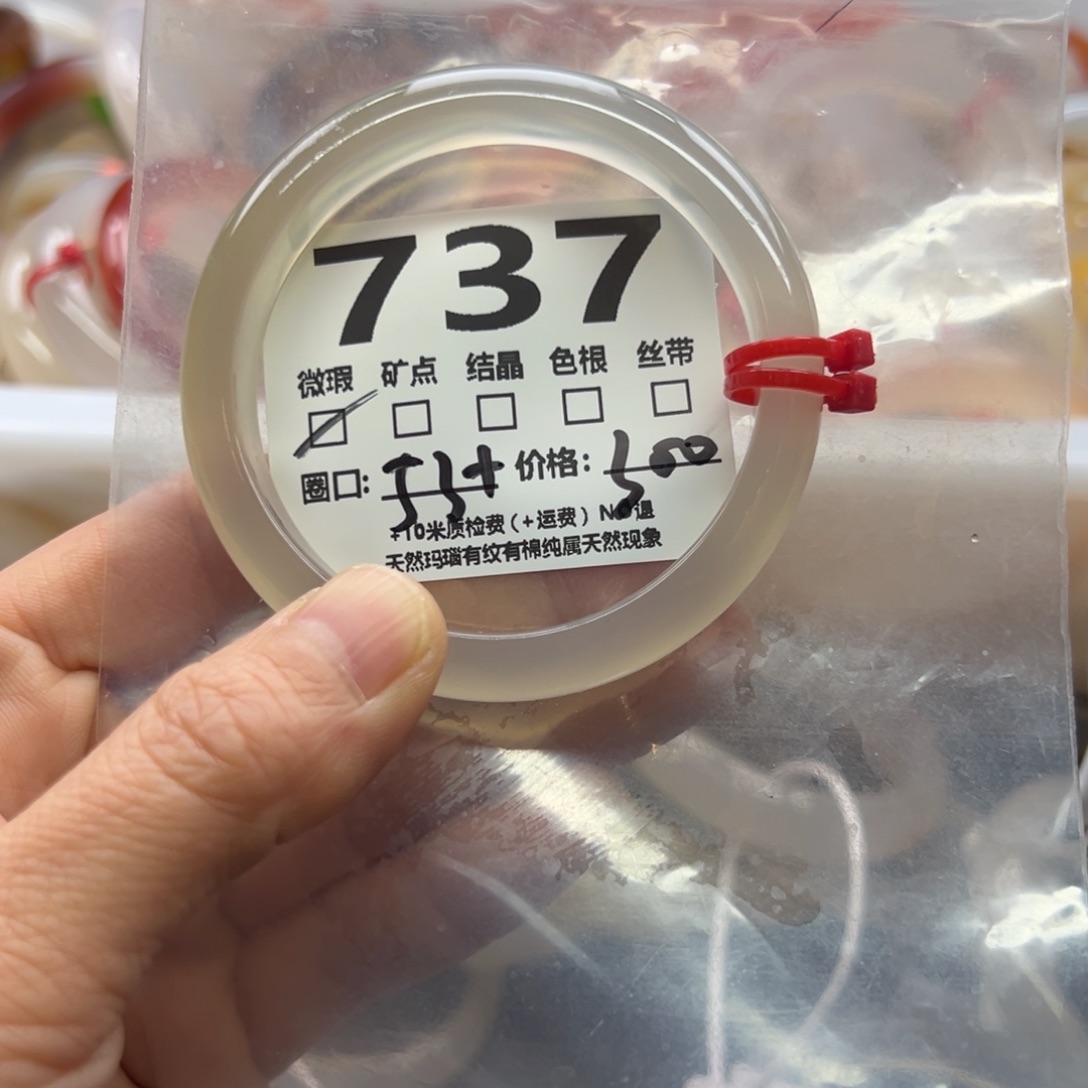 737
微瑕 矿点 结晶 色根 丝带
圈口: 53+ 价格: 500
+10米质检费(+运费) NO退
天然玛瑙有纹有棉纯属天然现象